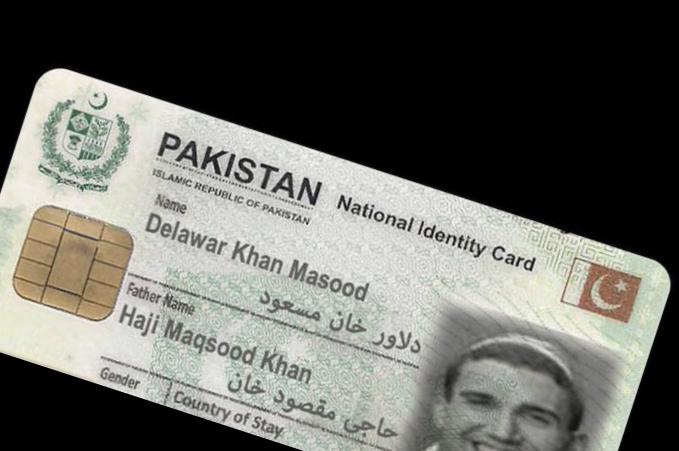 PAKISTAN National Identity Card
ISLAMIC REPUBLIC OF PAKISTAN
Name
Delawar Khan Masood
دلاور خان مسعود
Father Name
Haji Maqsood Khan
حاجی مقصود خان
Gender Country of Stay